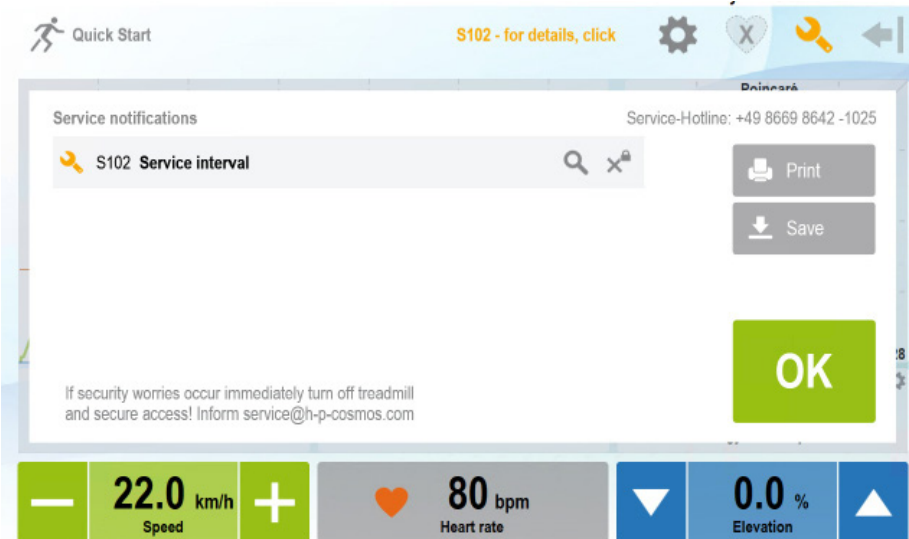 Quick Start
S102 - for details, click
X
Poincaré
Service notifications
Service-Hotline: +49 8669 8642 -1025
S102 Service interval
Print
Save
OK
If security worries occur immediately turn off treadmill
and secure access! Inform service@h-p-cosmos.com
22.0 km/h
Speed
80 bpm
Heart rate
0.0 %
Elevation